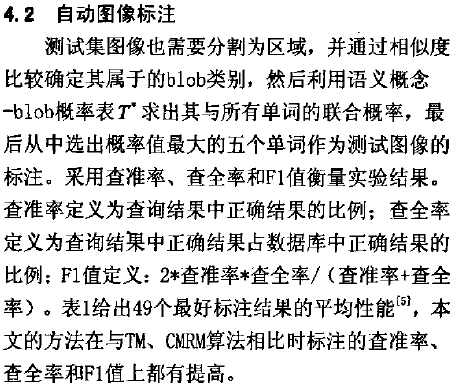 4.2 自动图像标注
测试集图像也需要分割为区域，并通过相似度
比较确定其属于的blob类别，然后利用语义概念
-blob概率表T*求出其与所有单词的联合概率，最
后从中选出概率值最大的五个单词作为测试图像的
标注。采用查准率、查全率和F1值衡量实验结果。
查准率定义为查询结果中正确结果的比例；查全率
定义为查询结果中正确结果占数据库中正确结果的
比例；F1值定义：2*查准率*查全率/（查准率+查全
率）。表1给出49个最好标注结果的平均性能[5]，本
文的方法在与TM、CMRM算法相比时标注的查准率、
查全率和F1值上都有提高。